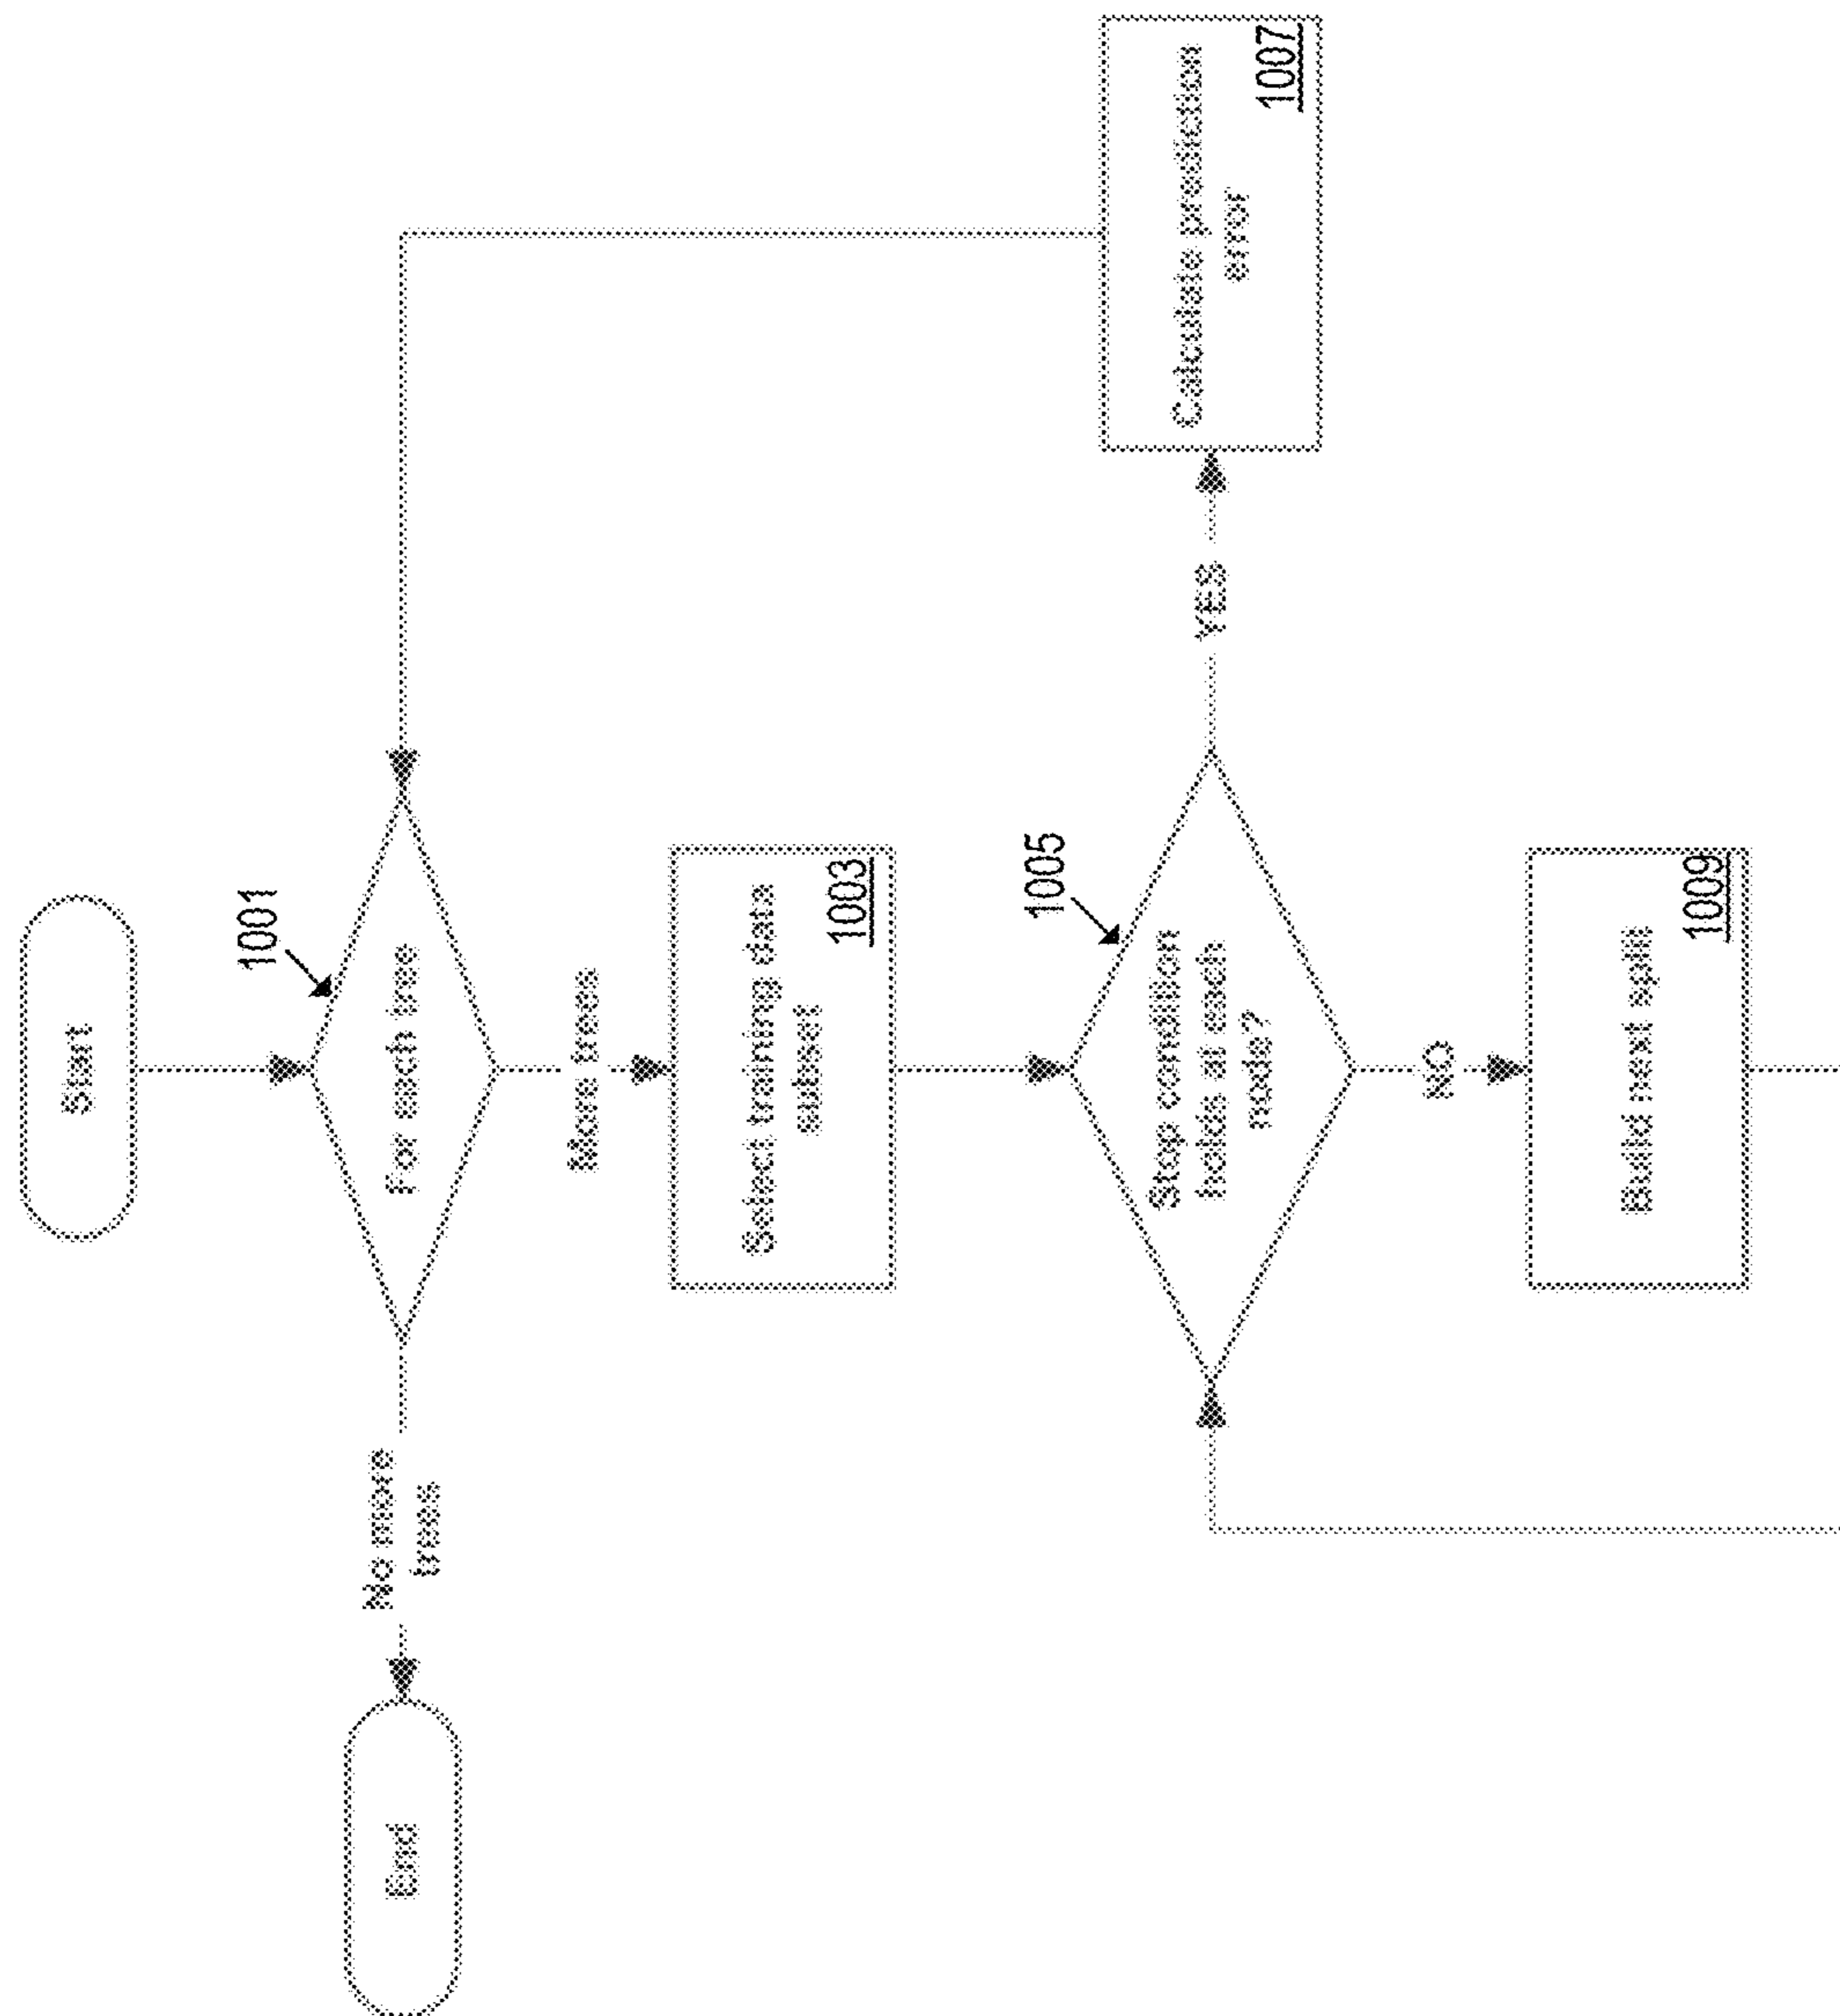 Start
1001
For each tree
No more
trees
End
More trees
Select training data
subset
1003
1005
Stop condition
holds at each
node?
YES
Calculate prediction
error
1007
NO
Build next split
1009